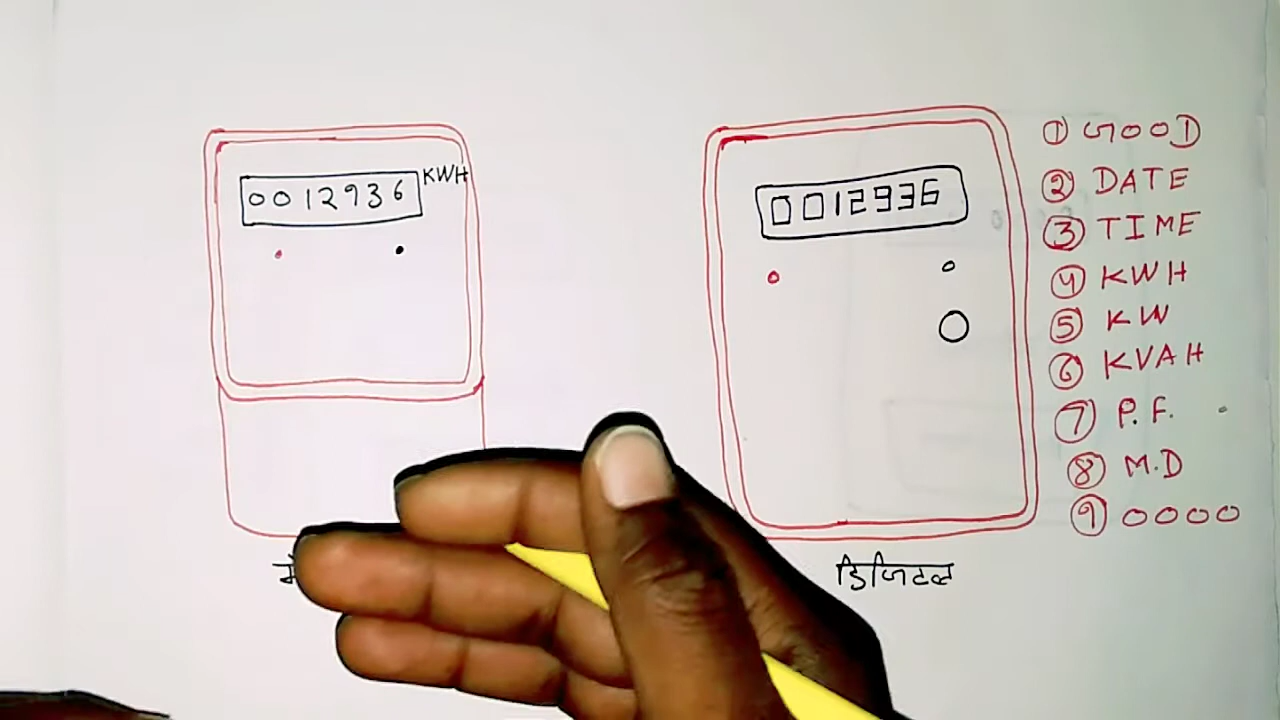 0012936 KWH
0012936
डिजिटल
① GOOD
② DATE
③ TIME
④ KWH
⑤ KW
⑥ KVAH
⑦ P.F.
⑧ M.D
⑨ 0000